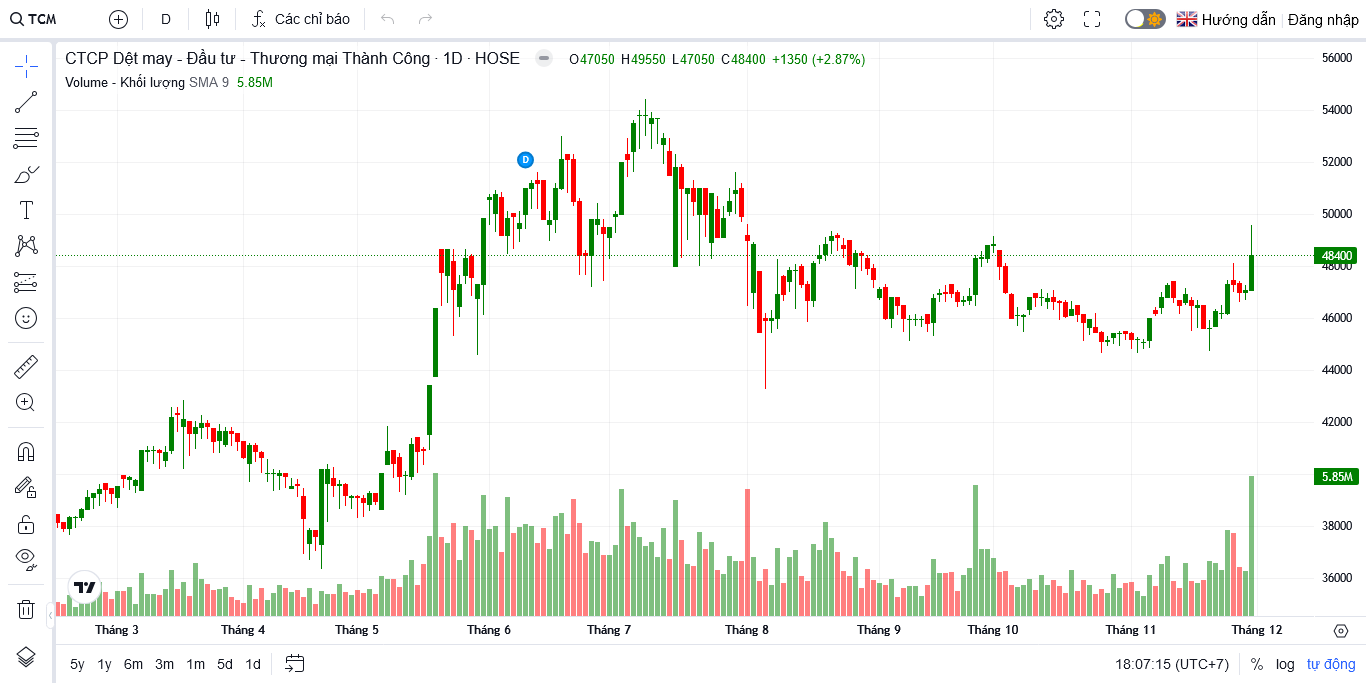 TCM D Các chỉ báo Hướng dẫn Đăng nhập
CTCP Dệt may - Đầu tư - Thương mại Thành Công · 1D · HOSE O47050 H49550 L47050 C48400 +1350 (+2.87%)
Volume - Khối lượng SMA 9 5.85M
D
56000
54000
52000
50000
48400
48000
46000
44000
42000
5.85M
38000
36000
Tháng 3 Tháng 4 Tháng 5 Tháng 6 Tháng 7 Tháng 8 Tháng 9 Tháng 10 Tháng 11 Tháng 12
5y 1y 6m 3m 1m 5d 1d 18:07:15 (UTC+7) % log tự động